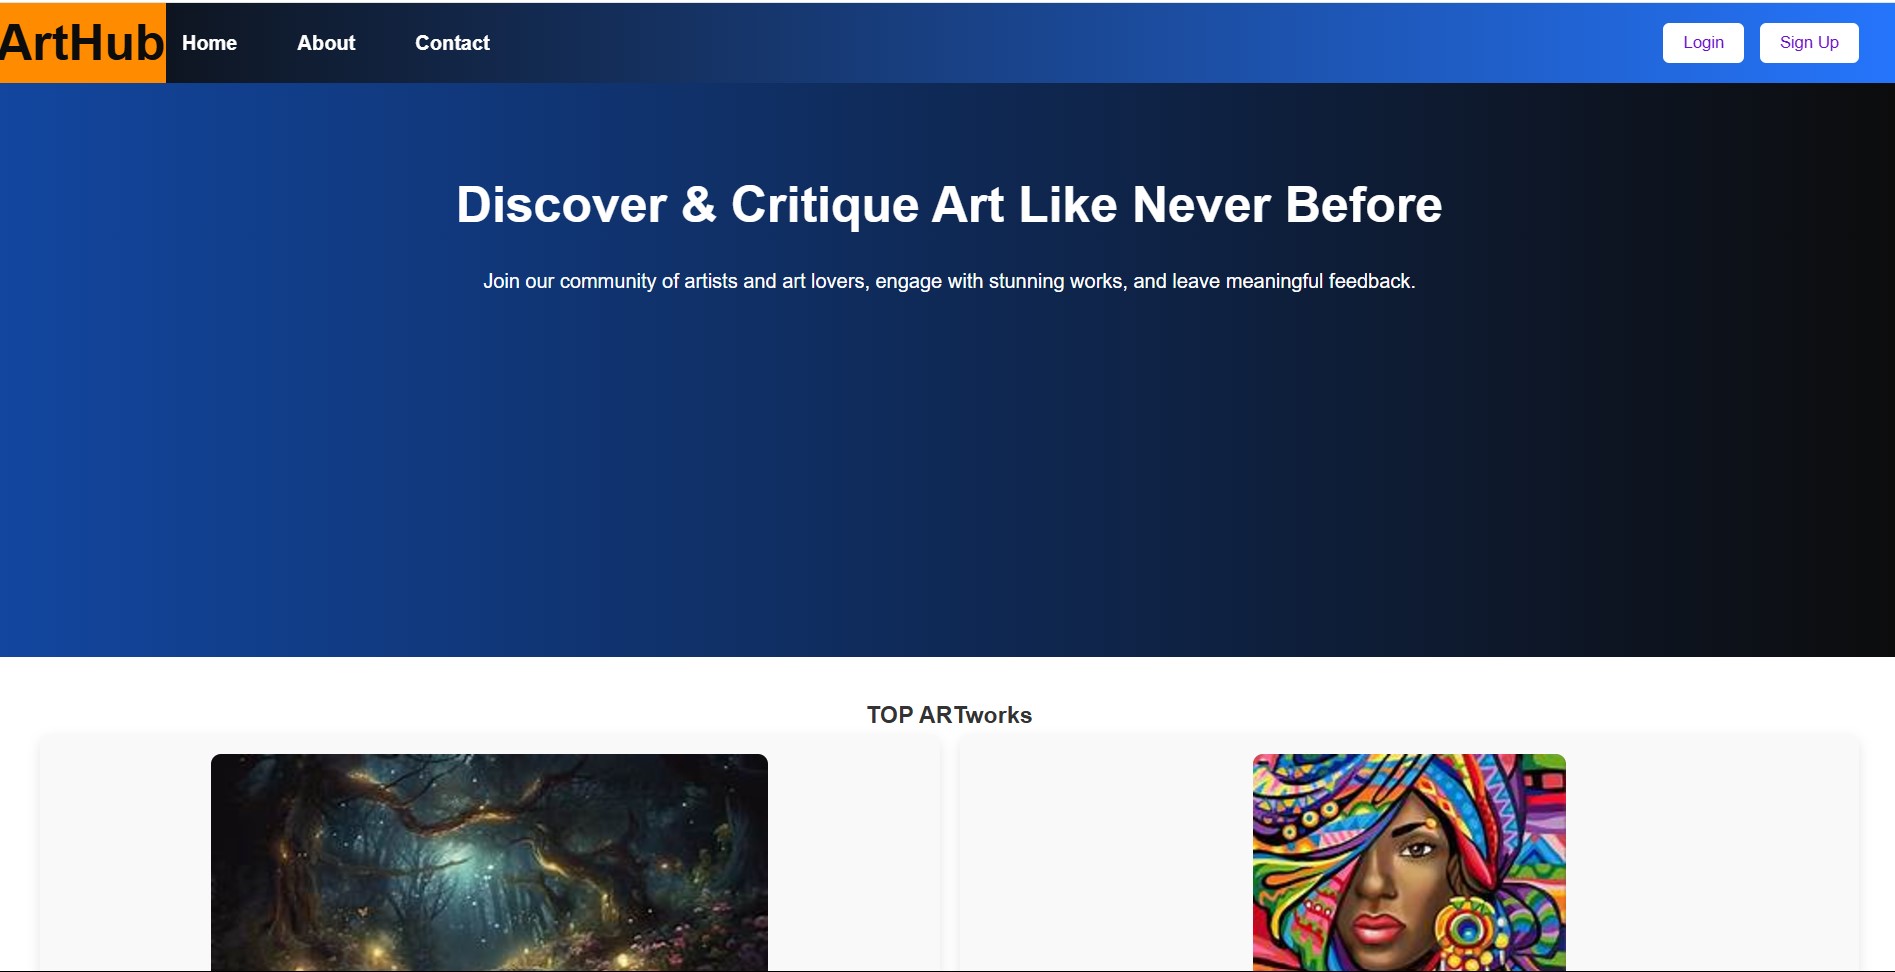 ArtHub Home About Contact Login Sign Up
Discover & Critique Art Like Never Before
Join our community of artists and art lovers, engage with stunning works, and leave meaningful feedback.
TOP ARTworks